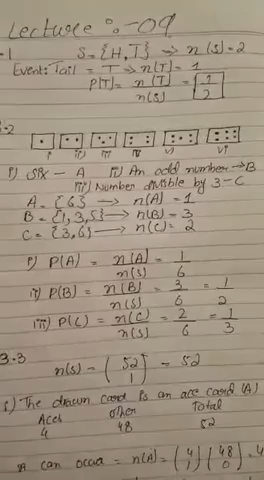 Lecture :- 09
-1 S = {H,T} ⇒ n(S) = 2
Event: Tail = T ⇒ n(T) = 1
P(T) = n(T)/n(S) = 1/2
3-2
i ii) iii) iv v) vi
i) Six - A ii) An odd number → B
iii) Number divisible by 3 - C
A = {6} ⇒ n(A) = 1
B = {1,3,5} ⇒ n(B) = 3
C = {3,6} ⇒ n(C) = 2
i) P(A) = n(A)/n(S) = 1/6
ii) P(B) = n(B)/n(S) = 3/6 = 1/2
iii) P(C) = n(C)/n(S) = 2/6 = 1/3
3.3
n(S) - (52 1) = 52
i) The drawn card is an ace card (A)
Aces other Total
4 48 52
A can occur = n(A) = (4 1) (48 0) = 4